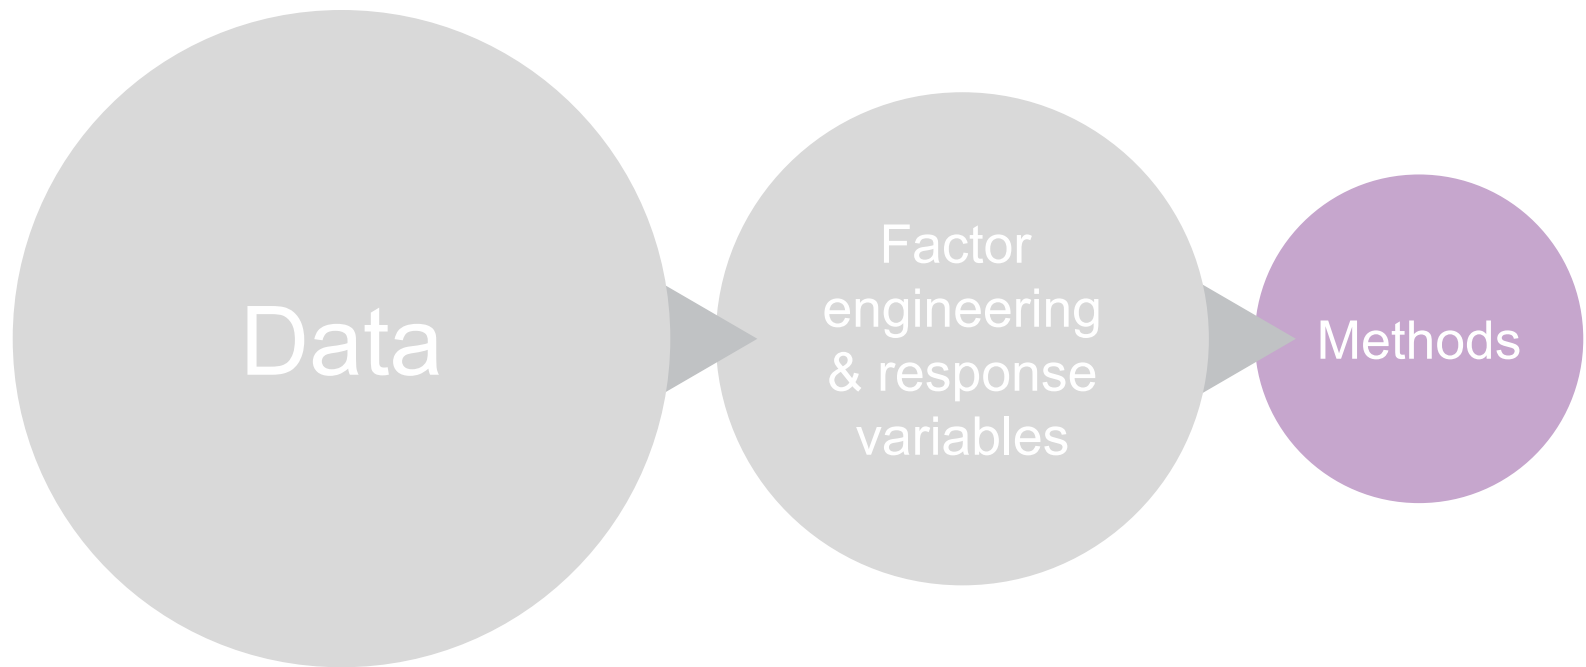 Data
Factor
engineering
& response
variables
Methods